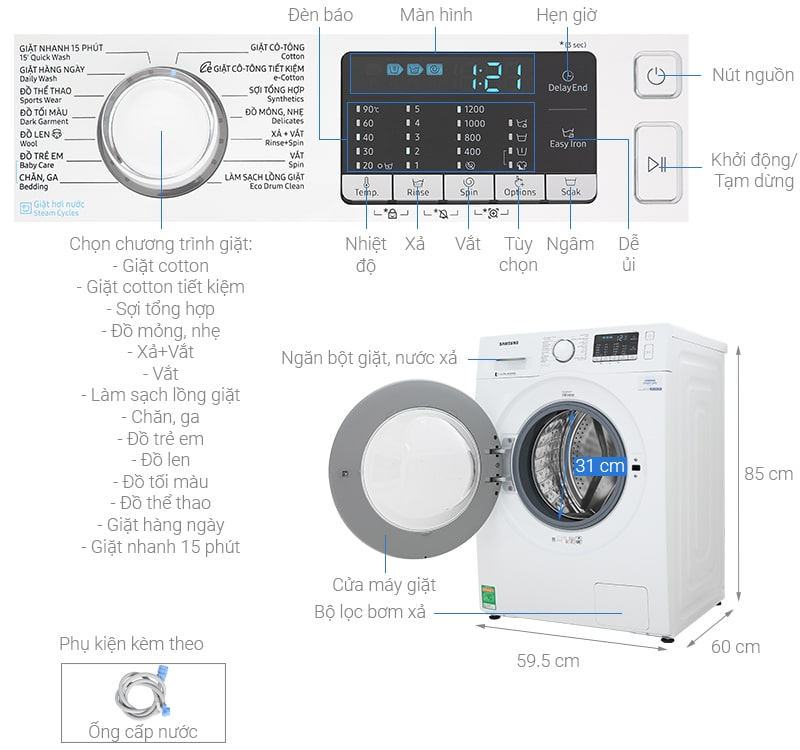 Đèn báo
Màn hình
Hẹn giờ
GIẶT NHANH 15 PHÚT
15' Quick Wash
GIẶT HÀNG NGÀY
Daily Wash
ĐỒ THỂ THAO
Sports Wear
ĐỒ TỐI MÀU
Dark Garment
ĐỒ LEN
Wool
ĐỒ TRẺ EM
Baby Care
CHĂN, GA
Bedding
Giặt hơi nước
Steam Cycles
GIẶT CÔ-TÔNG
Cotton
GIẶT CÔ-TÔNG TIẾT KIỆM
e-Cotton
SỢI TỔNG HỢP
Synthetics
ĐỒ MỎNG, NHẸ
Delicates
XẢ + VẮT
Rinse+Spin
VẮT
Spin
LÀM SẠCH LỒNG GIẶT
Eco Drum Clean
1:21
*(3 sec)
Delay End
Easy Iron
90℃ 5 1200
60 4 1000
40 3 800
30 2 400
20 1
Temp. Rinse Spin Options Soak
Nút nguồn
Khởi động/
Tạm dừng
Nhiệt độ
Xả
Vắt
Tùy chọn
Ngâm
Dễ ủi
Chọn chương trình giặt:
- Giặt cotton
- Giặt cotton tiết kiệm
- Sợi tổng hợp
- Đồ mỏng, nhẹ
- Xả+Vắt
- Vắt
- Làm sạch lồng giặt
- Chăn, ga
- Đồ trẻ em
- Đồ len
- Đồ tối màu
- Đồ thể thao
- Giặt hàng ngày
- Giặt nhanh 15 phút
Ngăn bột giặt, nước xả
SAMSUNG
31 cm
85 cm
Cửa máy giặt
Bộ lọc bơm xả
59.5 cm
60 cm
Phụ kiện kèm theo
Ống cấp nước